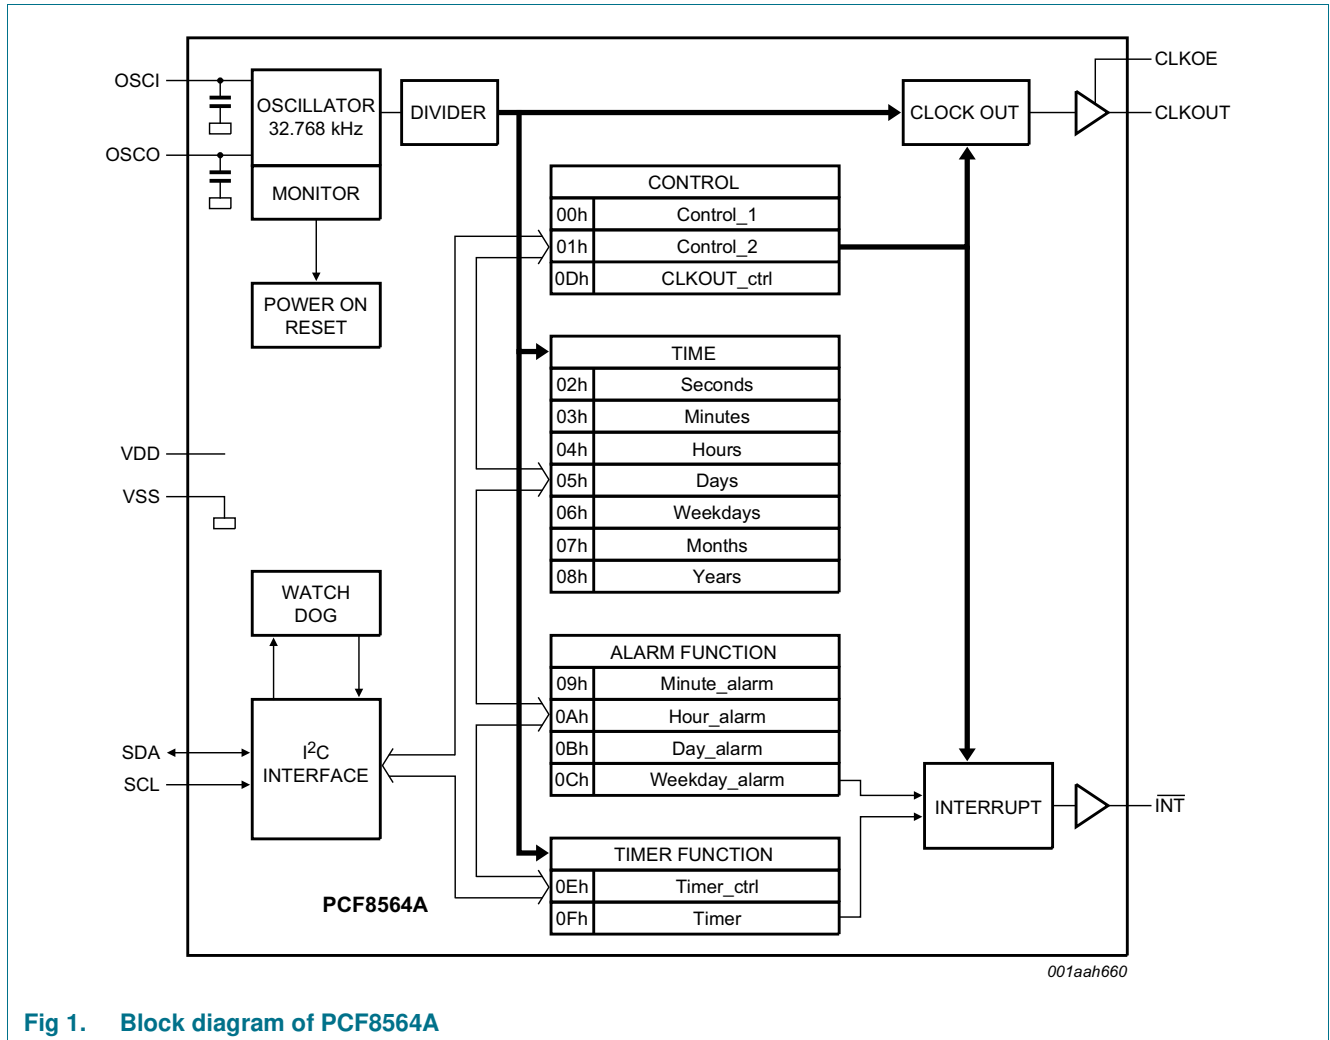 OSCI
OSCO
OSCILLATOR
32.768 kHz
MONITOR
DIVIDER
CLOCK OUT
CLKOE
CLKOUT
POWER ON
RESET
CONTROL
00h Control_1
01h Control_2
0Dh CLKOUT_ctrl
TIME
02h Seconds
03h Minutes
04h Hours
05h Days
06h Weekdays
07h Months
08h Years
VDD
VSS
WATCH
DOG
SDA
SCL
I²C
INTERFACE
ALARM FUNCTION
09h Minute_alarm
0Ah Hour_alarm
0Bh Day_alarm
0Ch Weekday_alarm
INTERRUPT
INT
TIMER FUNCTION
0Eh Timer_ctrl
0Fh Timer
PCF8564A
001aah660
Fig 1. Block diagram of PCF8564A